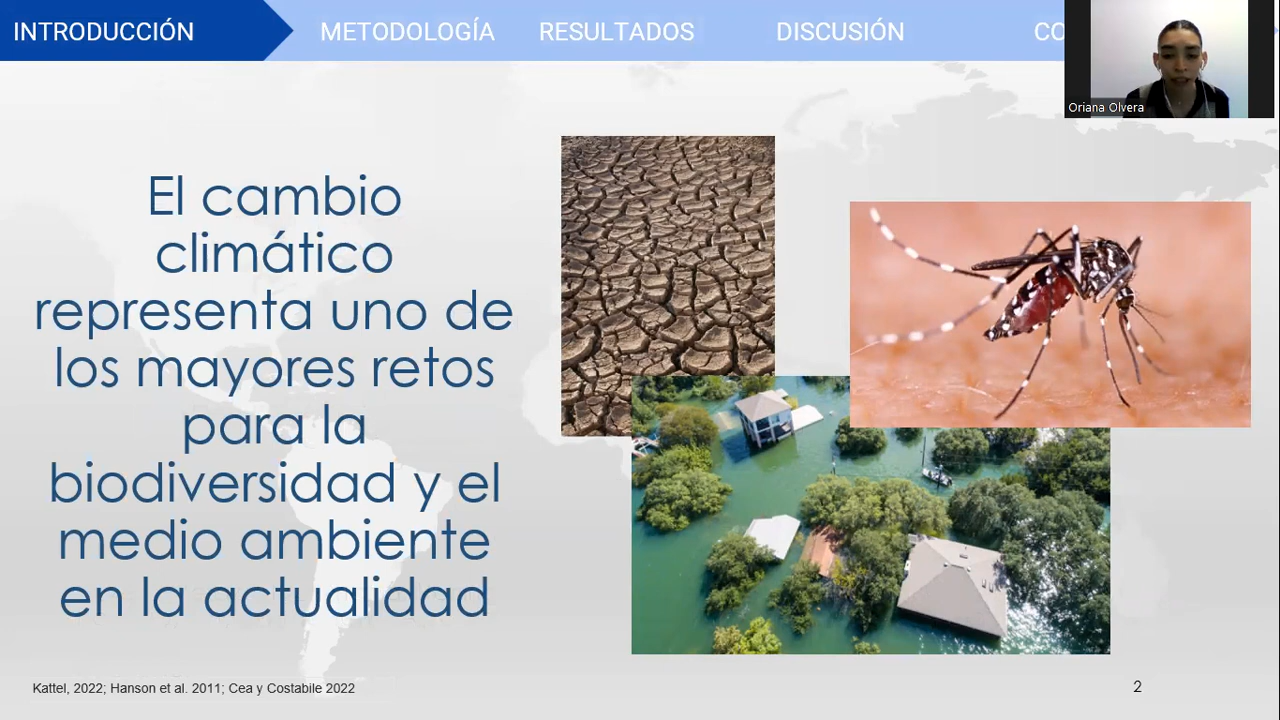 INTRODUCCIÓN
METODOLOGÍA
RESULTADOS
DISCUSIÓN
CO
Oriana Olvera
El cambio
climático
representa uno de
los mayores retos
para la
biodiversidad y el
medio ambiente
en la actualidad
Kattel, 2022; Hanson et al. 2011; Cea y Costabile 2022
2